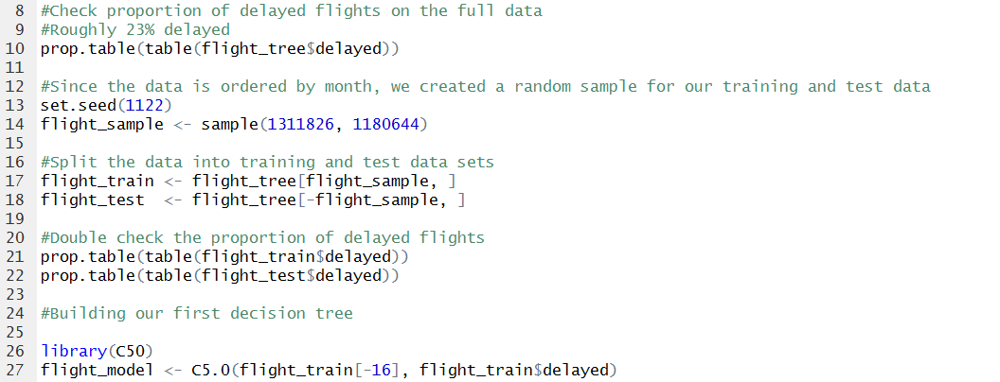 8 #Check proportion of delayed flights on the full data
9 #Roughly 23% delayed
10 prop.table(table(flight_tree$delayed))
11
12 #Since the data is ordered by month, we created a random sample for our training and test data
13 set.seed(1122)
14 flight_sample <- sample(1311826, 1180644)
15
16 #Split the data into training and test data sets
17 flight_train <- flight_tree[flight_sample, ]
18 flight_test  <- flight_tree[-flight_sample, ]
19
20 #Double check the proportion of delayed flights
21 prop.table(table(flight_train$delayed))
22 prop.table(table(flight_test$delayed))
23
24 #Building our first decision tree
25
26 library(C50)
27 flight_model <- C5.0(flight_train[-16], flight_train$delayed)